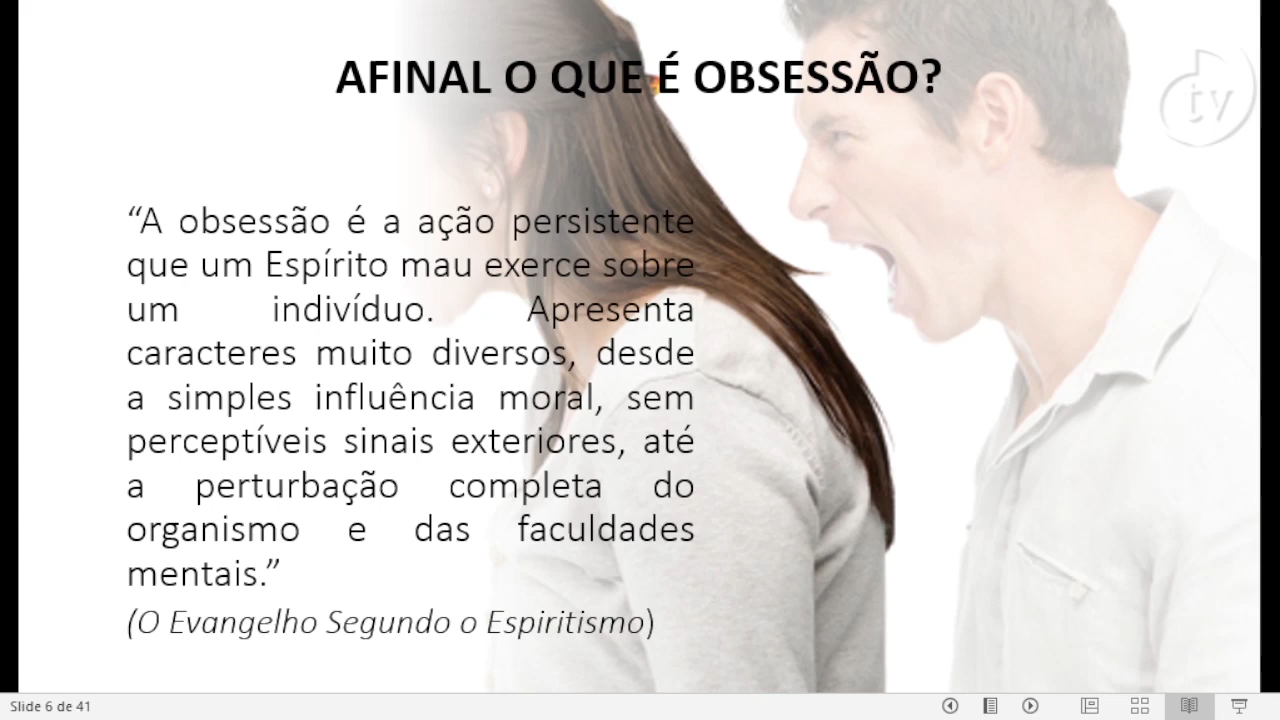 AFINAL O QUE É OBSESSÃO?
tv
“A obsessão é a ação persistente
que um Espírito mau exerce sobre
um indivíduo. Apresenta
caracteres muito diversos, desde
a simples influência moral, sem
perceptíveis sinais exteriores, até
a perturbação completa do
organismo e das faculdades
mentais.”
(O Evangelho Segundo o Espiritismo)
Slide 6 de 41